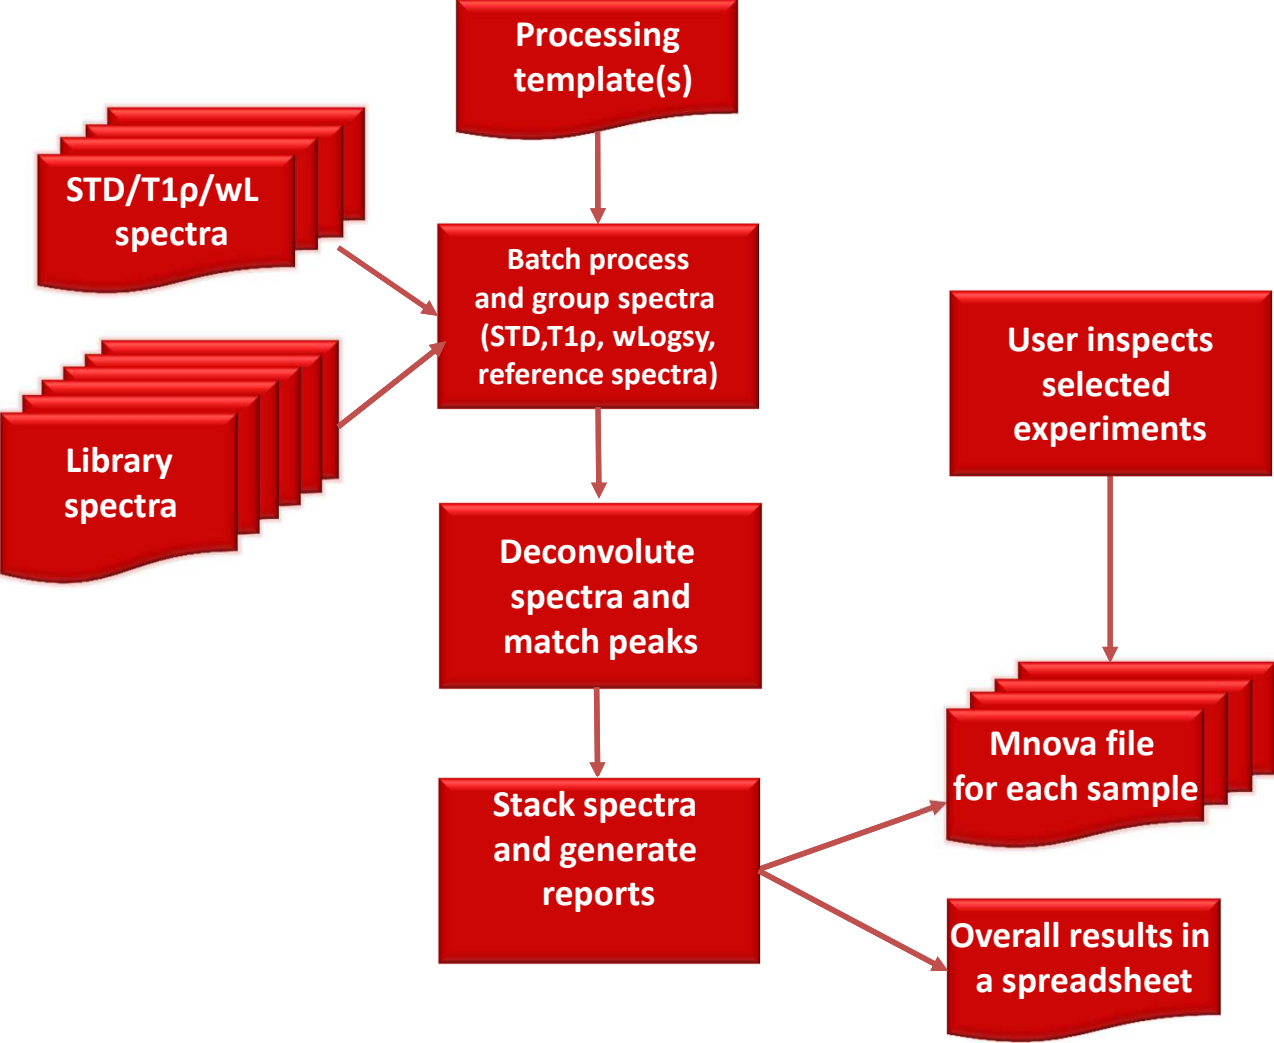 Processing
template(s)
STD/T1ρ/wL
spectra
Batch process
and group spectra
(STD,T1ρ, wLogsy,
reference spectra)
User inspects
selected
experiments
Library
spectra
Deconvolute
spectra and
match peaks
Mnova file
for each sample
Stack spectra
and generate
reports
Overall results in
a spreadsheet